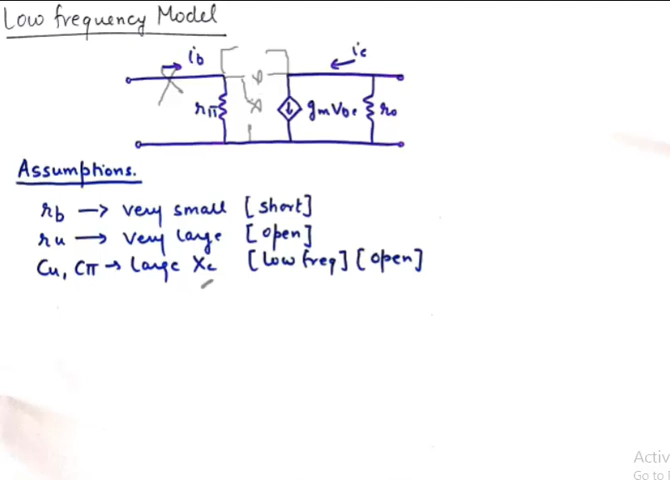 Low frequency Model
ib
ic
rπ
gmVbe
ro
Assumptions.
rb → very small [short]
ru → very large [open]
Cu, Cπ → large Xc [low freq] [open]
Activ
Go to